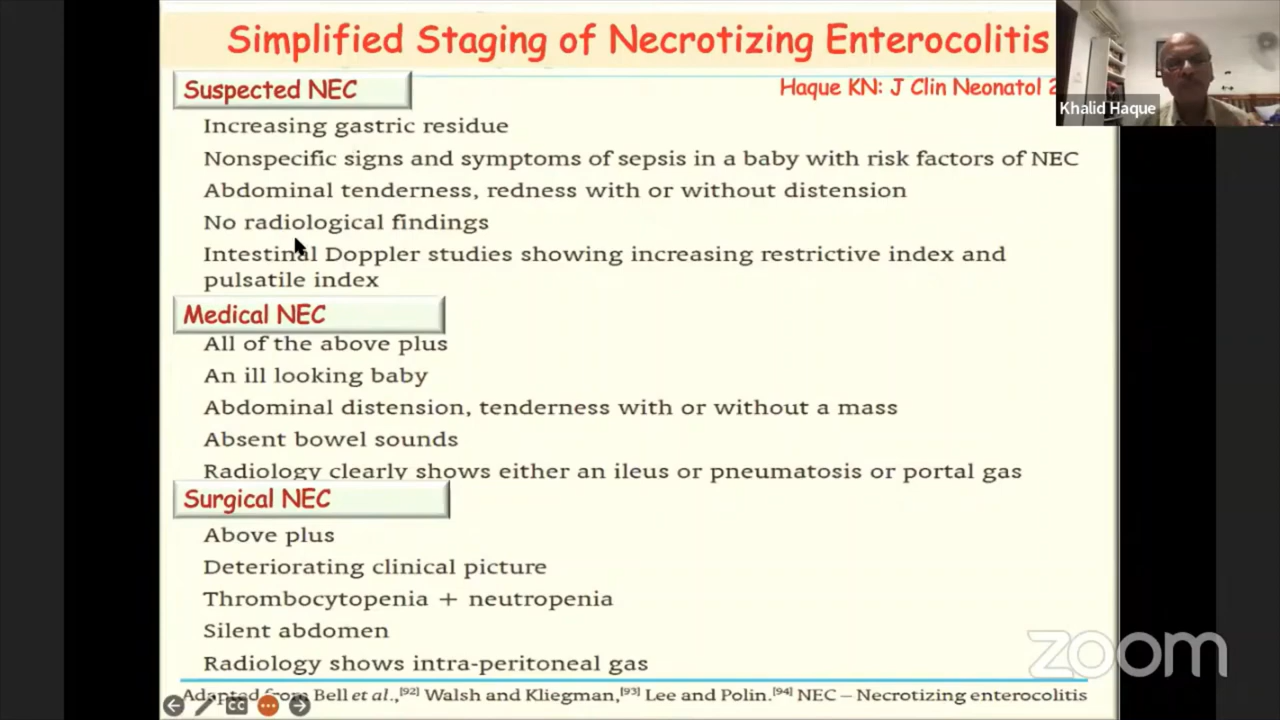 Simplified Staging of Necrotizing Enterocolitis
Haque KN: J Clin Neonatol 2
Khalid Haque
Suspected NEC
Increasing gastric residue
Nonspecific signs and symptoms of sepsis in a baby with risk factors of NEC
Abdominal tenderness, redness with or without distension
No radiological findings
Intestinal Doppler studies showing increasing restrictive index and
pulsatile index
Medical NEC
All of the above plus
An ill looking baby
Abdominal distension, tenderness with or without a mass
Absent bowel sounds
Radiology clearly shows either an ileus or pneumatosis or portal gas
Surgical NEC
Above plus
Deteriorating clinical picture
Thrombocytopenia + neutropenia
Silent abdomen
Radiology shows intra-peritoneal gas
zoom
Adapted from Bell et al.,[92] Walsh and Kliegman,[93] Lee and Polin.[94] NEC – Necrotizing enterocolitis
CC